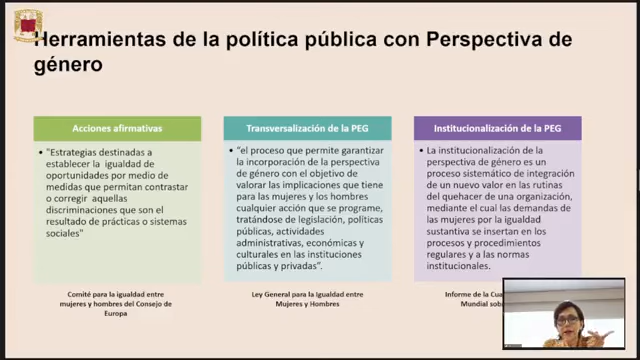 Herramientas de la política pública con Perspectiva de
género
Acciones afirmativas
• "Estrategias destinadas a
establecer la igualdad de
oportunidades por medio de
medidas que permitan contrastar
o corregir aquellas
discriminaciones que son el
resultado de prácticas o sistemas
sociales"
Comité para la igualdad entre
mujeres y hombres del Consejo de
Europa
Transversalización de la PEG
• "el proceso que permite garantizar
la incorporación de la perspectiva
de género con el objetivo de
valorar las implicaciones que tiene
para las mujeres y los hombres
cualquier acción que se programe,
tratándose de legislación, políticas
públicas, actividades
administrativas, económicas y
culturales en las instituciones
públicas y privadas".
Ley General para la Igualdad entre
Mujeres y Hombres
Institucionalización de la PEG
• La institucionalización de la
perspectiva de género es un
proceso sistemático de integración
de un nuevo valor en las rutinas
del quehacer de una organización,
mediante el cual las demandas de
las mujeres por la igualdad
sustantiva se insertan en los
procesos y procedimientos
regulares y a las normas
institucionales.
Informe de la
Mundial